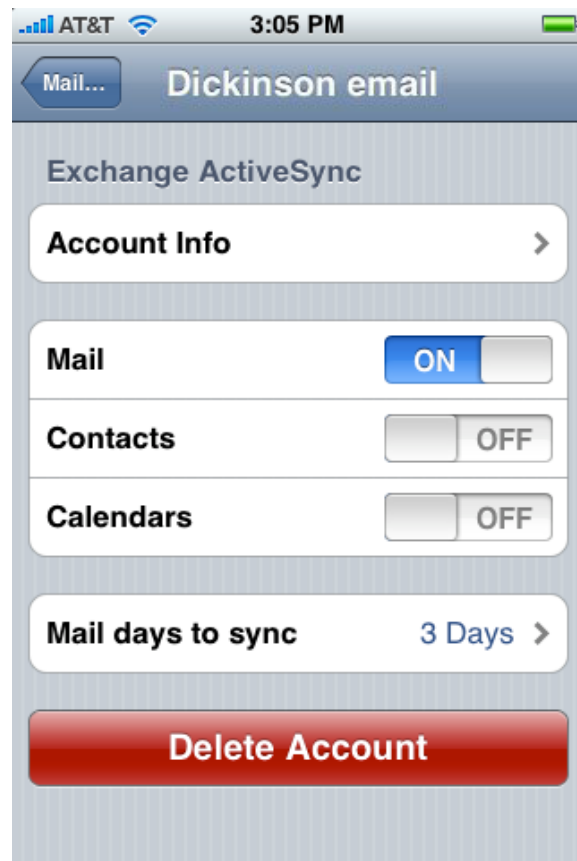 AT&T 3:05 PM
Mail... Dickinson email
Exchange ActiveSync
Account Info
Mail ON
Contacts OFF
Calendars OFF
Mail days to sync 3 Days
Delete Account